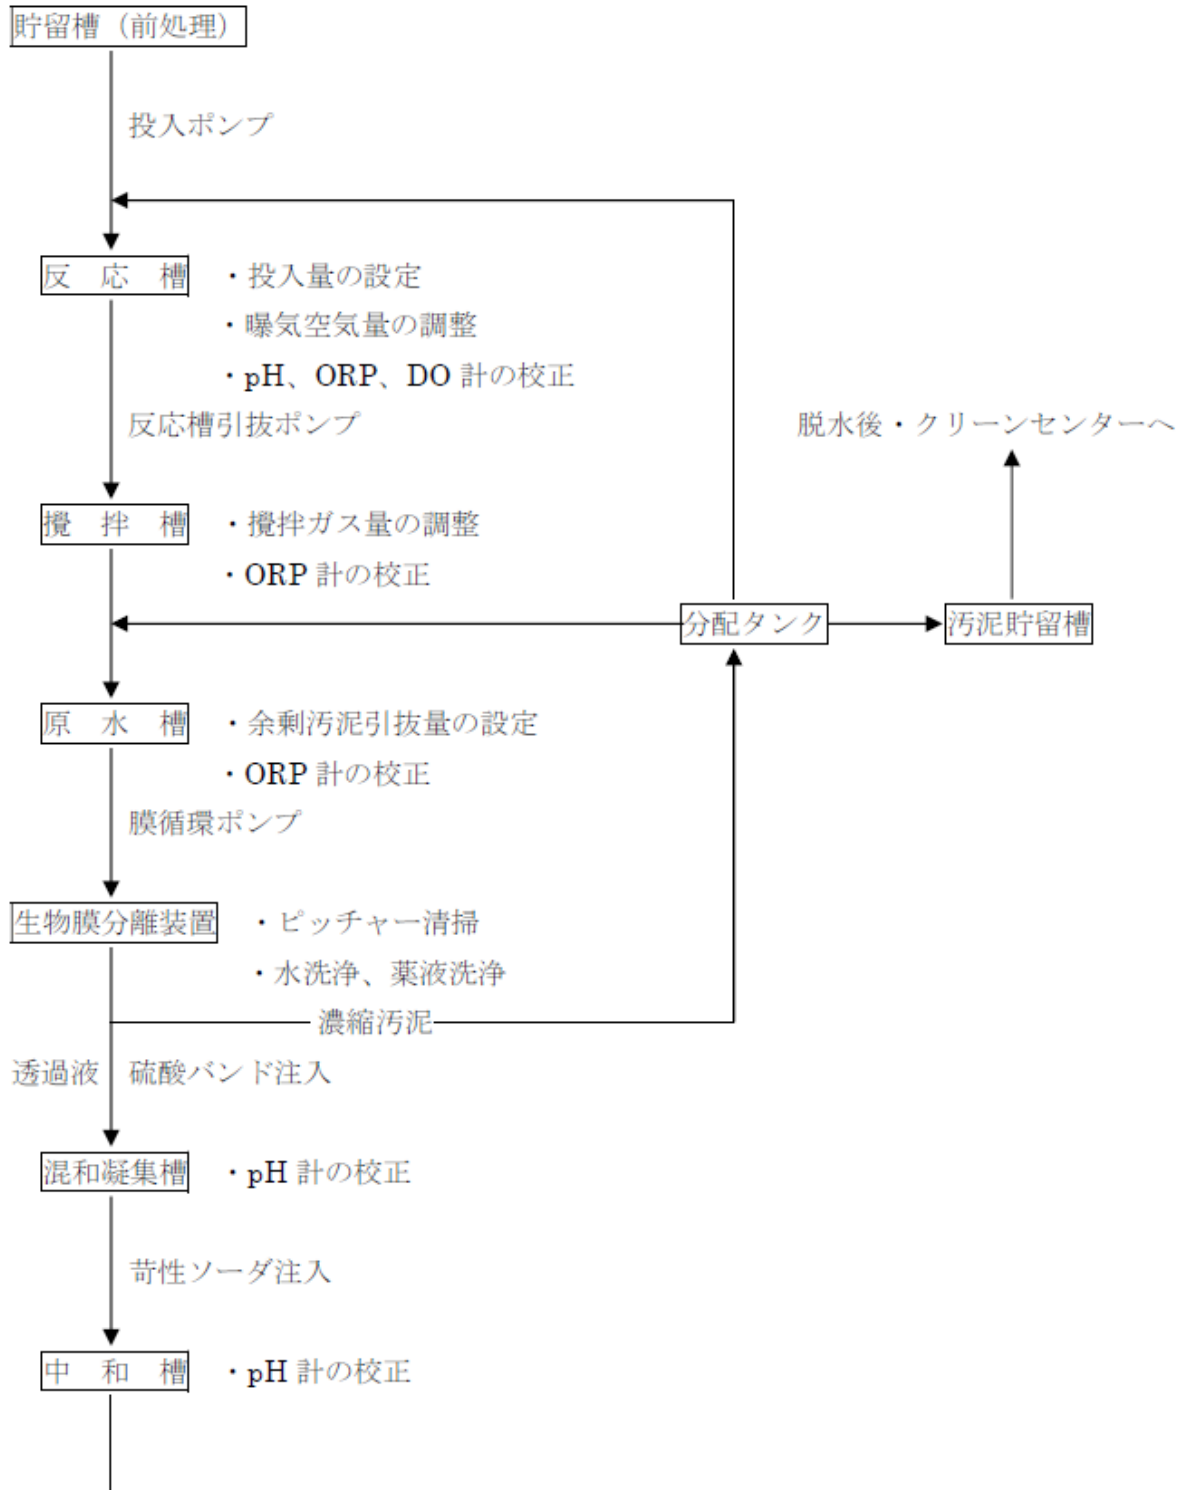 貯留槽（前処理）
投入ポンプ
反　応　槽　・投入量の設定
・曝気空気量の調整
・pH、ORP、DO 計の校正
反応槽引抜ポンプ
脱水後・クリーンセンターへ
攪　拌　槽　・攪拌ガス量の調整
・ORP 計の校正
分配タンク
汚泥貯留槽
原　水　槽　・余剰汚泥引抜量の設定
・ORP 計の校正
膜循環ポンプ
生物膜分離装置　・ピッチャー清掃
・水洗浄、薬液洗浄
濃縮汚泥
透過液　硫酸バンド注入
混和凝集槽　・pH 計の校正
苛性ソーダ注入
中　和　槽　・pH 計の校正